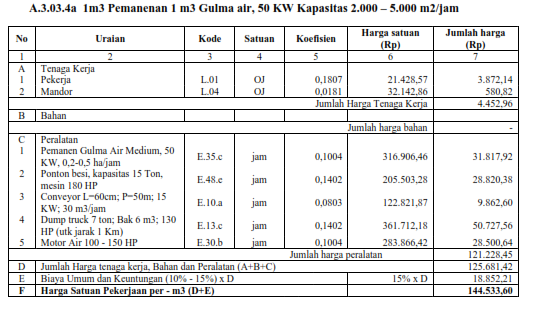 A.3.03.4a 1m3 Pemanenan 1 m3 Gulma air, 50 KW Kapasitas 2.000 – 5.000 m2/jam
No Uraian Kode Satuan Koefisien Harga satuan (Rp) Jumlah harga (Rp)
1 2 3 4 5 6 7
A Tenaga Kerja
1 Pekerja L.01 OJ 0,1807 21.428,57 3.872,14
2 Mandor L.04 OJ 0,0181 32.142,86 580,82
Jumlah Harga Tenaga Kerja 4.452,96
B Bahan
Jumlah harga bahan -
C Peralatan
1 Pemanen Gulma Air Medium, 50
KW, 0,2-0,5 ha/jam E.35.c jam 0,1004 316.906,46 31.817,92
2 Ponton besi, kapasitas 15 Ton,
mesin 180 HP E.48.e jam 0,1402 205.503,28 28.820,38
3 Conveyor L=60cm; P=50m; 15
KW; 30 m3/jam E.10.a jam 0,0803 122.821,87 9.862,60
4 Dump truck 7 ton; Bak 6 m3; 130
HP (utk jarak 1 Km) E.13.c jam 0,1402 361.712,18 50.727,56
5 Motor Air 100 - 150 HP E.30.b jam 0,1004 283.866,42 28.500,64
Jumlah harga peralatan 121.228,45
D Jumlah Harga tenaga kerja, Bahan dan Peralatan (A+B+C) 125.681,42
E Biaya Umum dan Keuntungan (10% - 15%) x D 15% x D 18.852,21
F Harga Satuan Pekerjaan per - m3 (D+E) 144.533,60